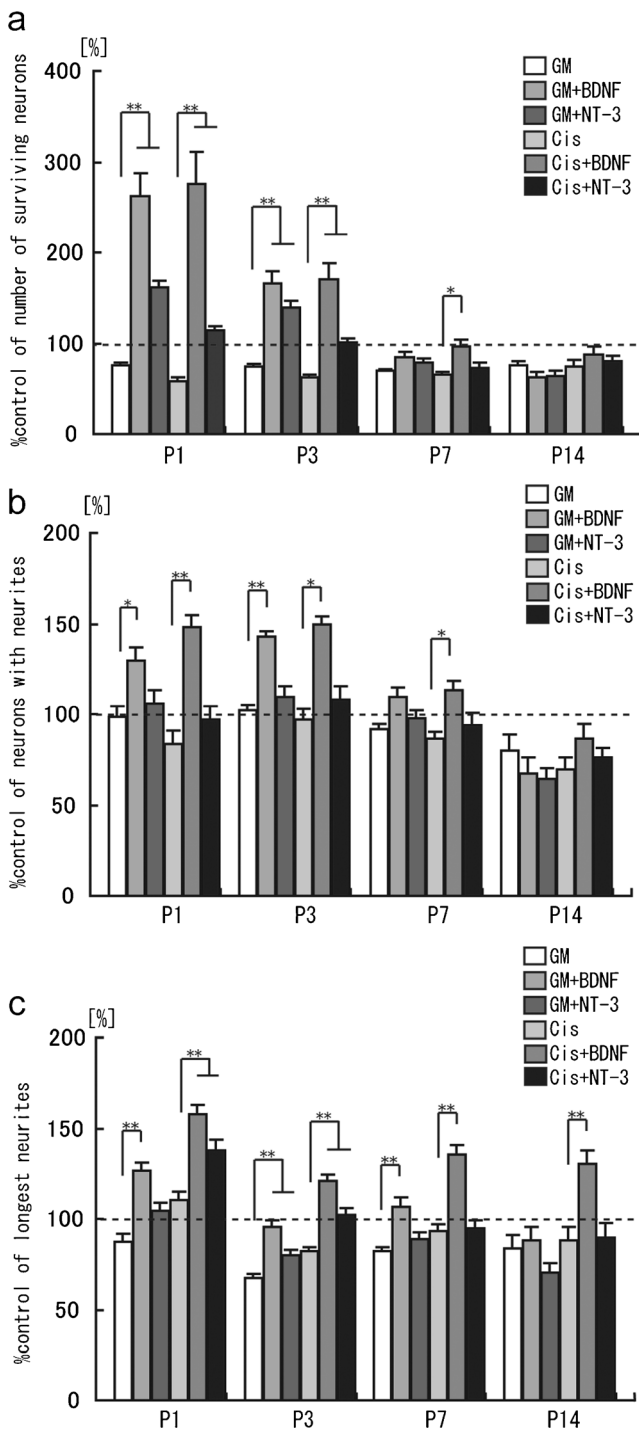 a
[%]
400
300
200
100
0
%control of number of surviving neurons
GM
GM+BDNF
GM+NT-3
Cis
Cis+BDNF
Cis+NT-3
** ** ** ** *
P1 P3 P7 P14
b
[%]
200
150
100
50
0
%control of neurons with neurites
GM
GM+BDNF
GM+NT-3
Cis
Cis+BDNF
Cis+NT-3
* ** ** * *
P1 P3 P7 P14
c
[%]
200
150
100
50
0
%control of longest neurites
GM
GM+BDNF
GM+NT-3
Cis
Cis+BDNF
Cis+NT-3
** ** ** ** ** ** **
P1 P3 P7 P14